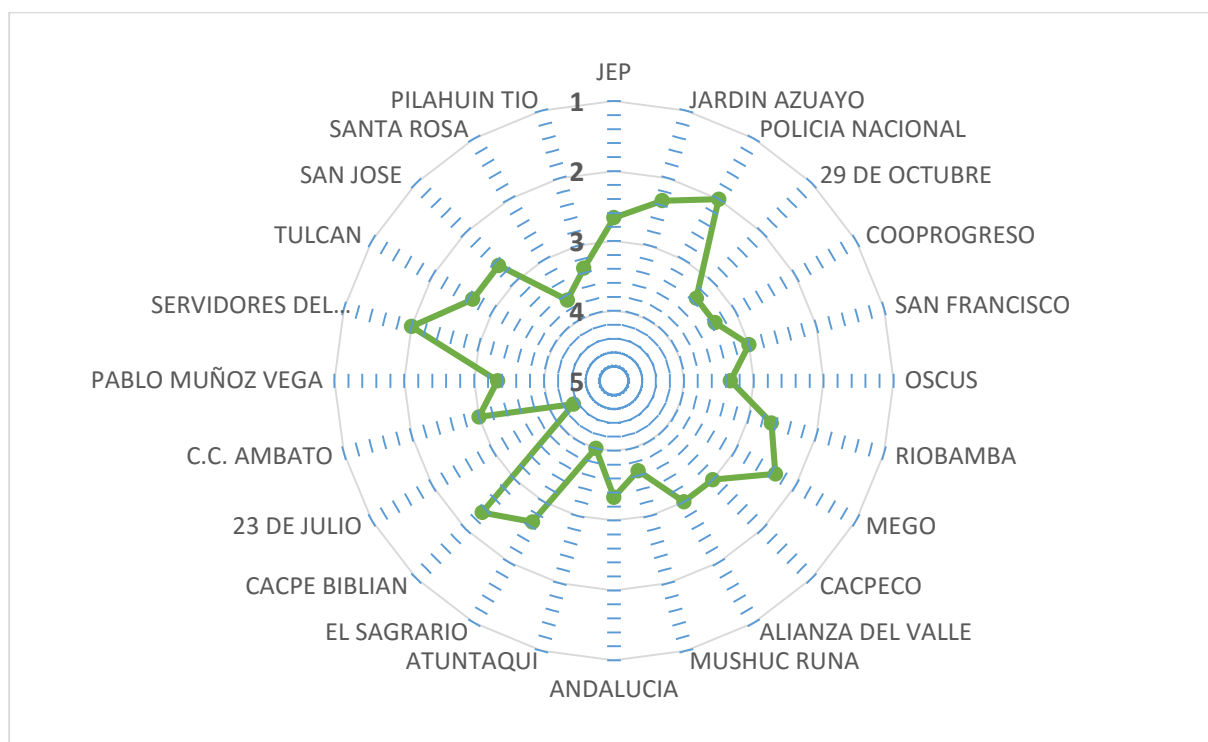 JEP
JARDIN AZUAYO
POLICIA NACIONAL
29 DE OCTUBRE
COOPROGRESO
SAN FRANCISCO
OSCUS
RIOBAMBA
MEGO
CACPECO
ALIANZA DEL VALLE
MUSHUC RUNA
ANDALUCIA
ATUNTAQUI
EL SAGRARIO
CACPE BIBLIAN
23 DE JULIO
C.C. AMBATO
PABLO MUÑOZ VEGA
SERVIDORES DEL...
TULCAN
SAN JOSE
SANTA ROSA
PILAHUIN TIO
1
2
3
4
5